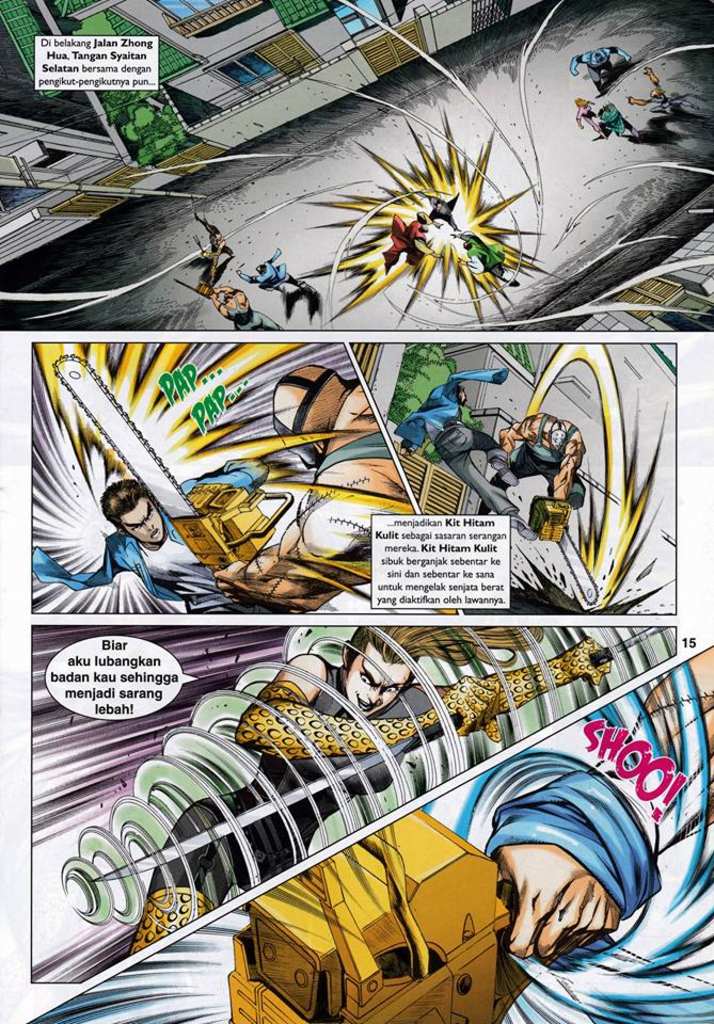 Di belakang Jalan Zhong
Hua, Tangan Syaitan
Selatan bersama dengan
pengikut-pengikutnya pun...
PAP...
PAP...
...menjadikan Kit Hitam
Kulit sebagai sasaran serangan
mereka. Kit Hitam Kulit
sibuk berganjak sebentar ke
sini dan sebentar ke sana
untuk mengelak senjata berat
yang diaktifkan oleh lawannya.
15
Biar
aku lubangkan
badan kau sehingga
menjadi sarang
lebah!
SHOO!